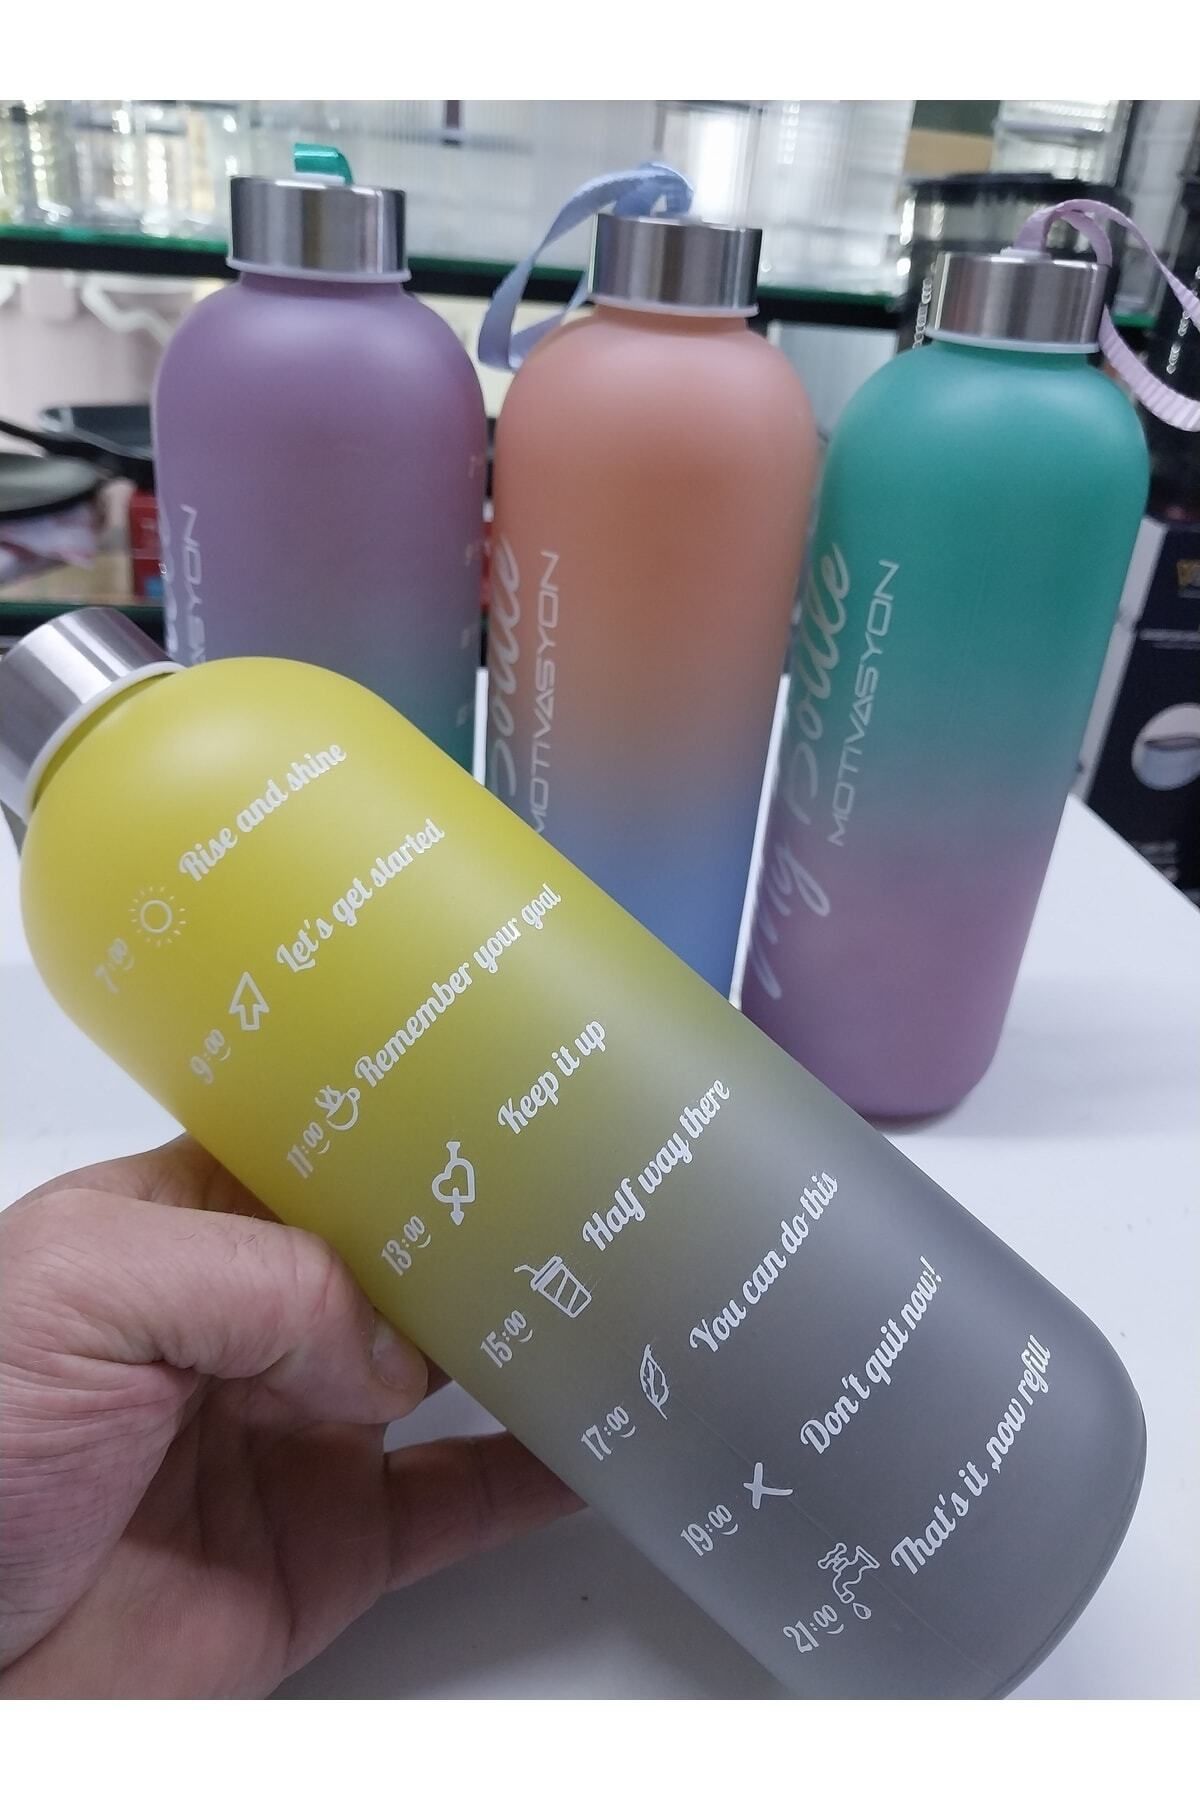 7:00 Rise and shine
9:00 Let's get started
11:00 Remember your goal
13:00 Keep it up
15:00 Half way there
17:00 You can do this
19:00 Don't quit now!
21:00 That's it ,now refill
Bottle
MOTIVASYON
My Bottle
MOTIVASYON